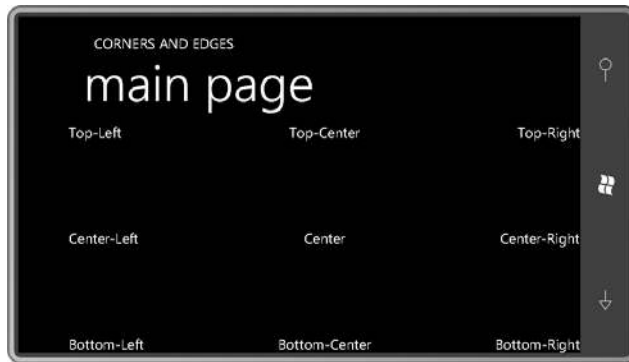 CORNERS AND EDGES
main page
Top-Left Top-Center Top-Right
Center-Left Center Center-Right
Bottom-Left Bottom-Center Bottom-Right